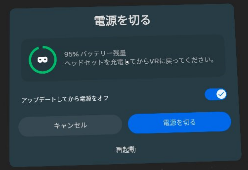 電源を切る
95% バッテリー残量
ヘッドセットを充電してからVRに戻ってください。
アップデートしてから電源をオフ
キャンセル
電源を切る
再起動